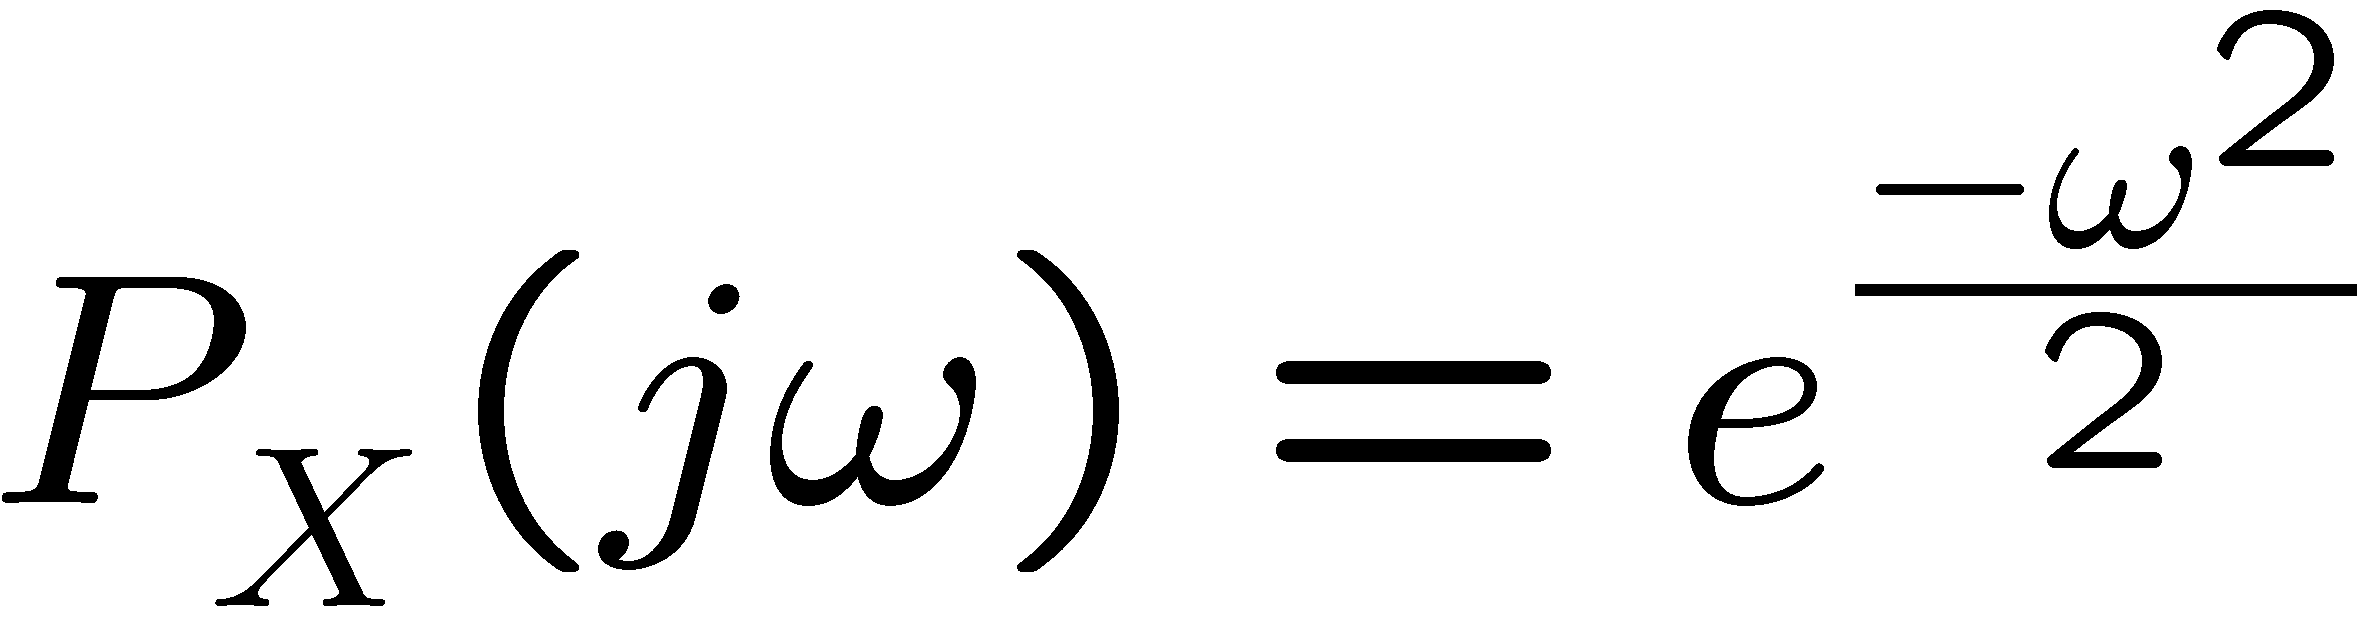 P_X(jω) = e^{\frac{-ω^2}{2}}